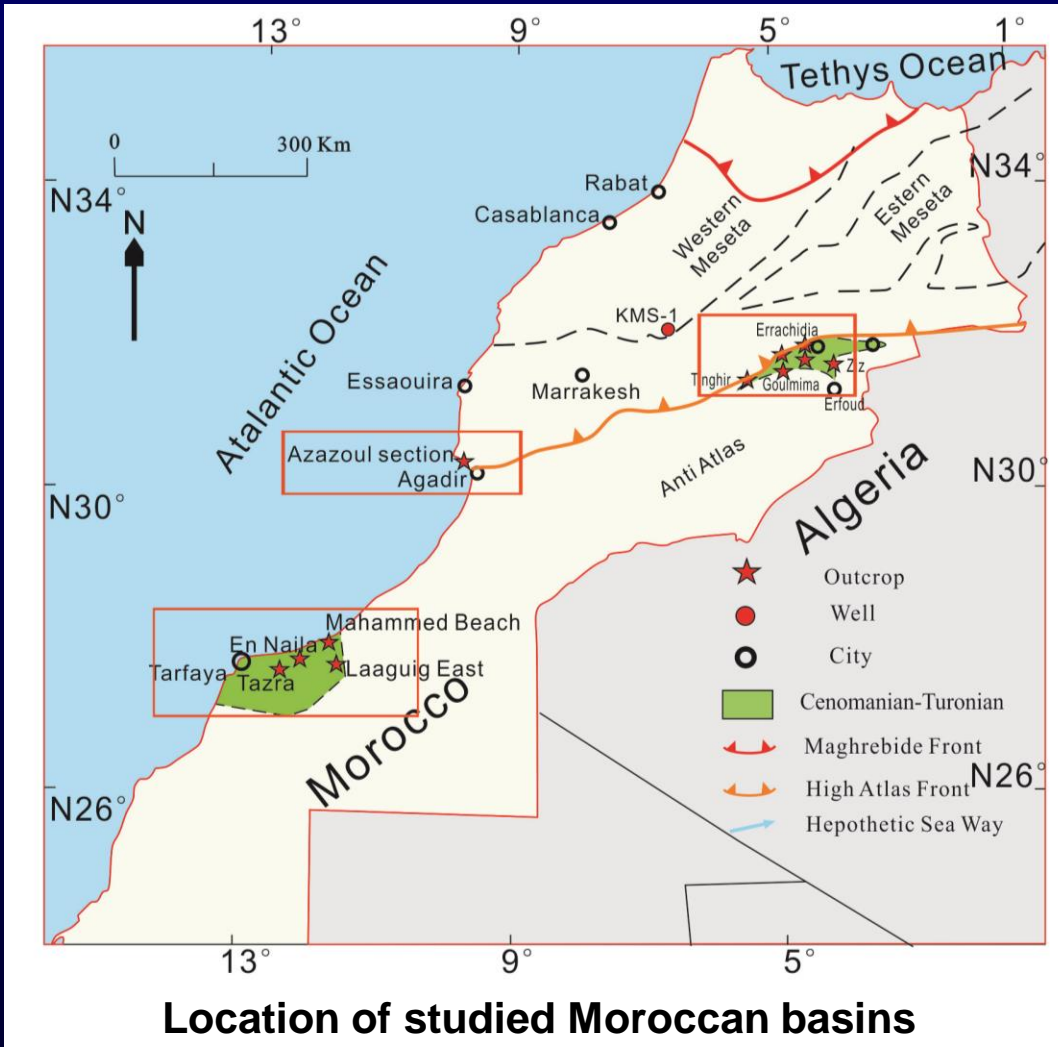 13°
9°
5°
1°
Tethys Ocean
0
300 Km
N34°
N34°
N
Rabat
Casablanca
Western
Meseta
Estern
Meseta
Atalantic Ocean
KMS-1
Errachidia
Essaouira
Marrakesh
Tinghir
Goulmima
Ziz
Erfoud
Azazoul section
Agadir
Anti Atlas
N30°
N30°
Algeria
Outcrop
Well
City
Cenomanian-Turonian
Maghrebide Front
High Atlas Front
Hepothetic Sea Way
Mahammed Beach
En Naila
Tarfaya
Tazra
Laaguig East
Morocco
N26°
N26°
13°
9°
5°
Location of studied Moroccan basins